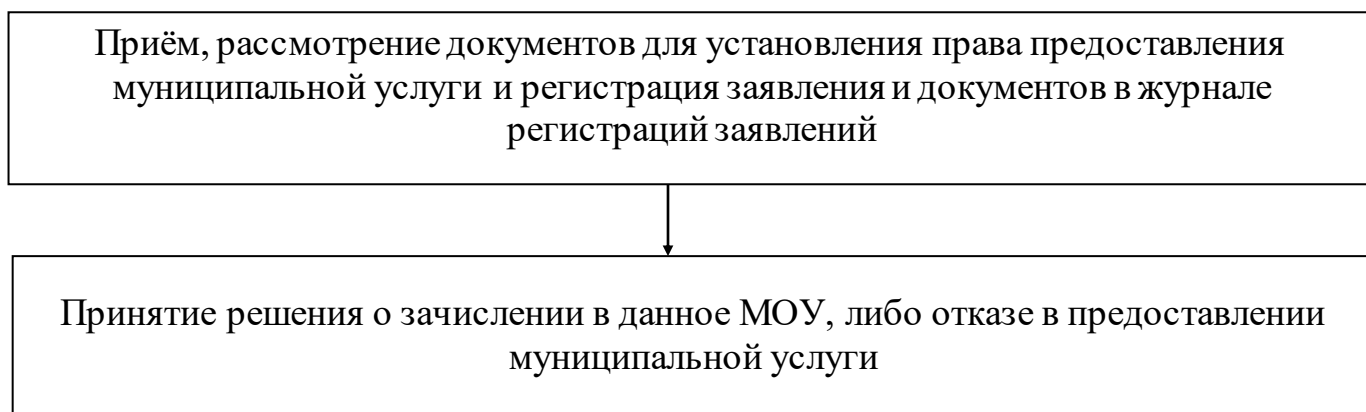 Приём, рассмотрение документов для установления права предоставления
муниципальной услуги и регистрация заявления и документов в журнале
регистраций заявлений
Принятие решения о зачислении в данное МОУ, либо отказе в предоставлении
муниципальной услуги